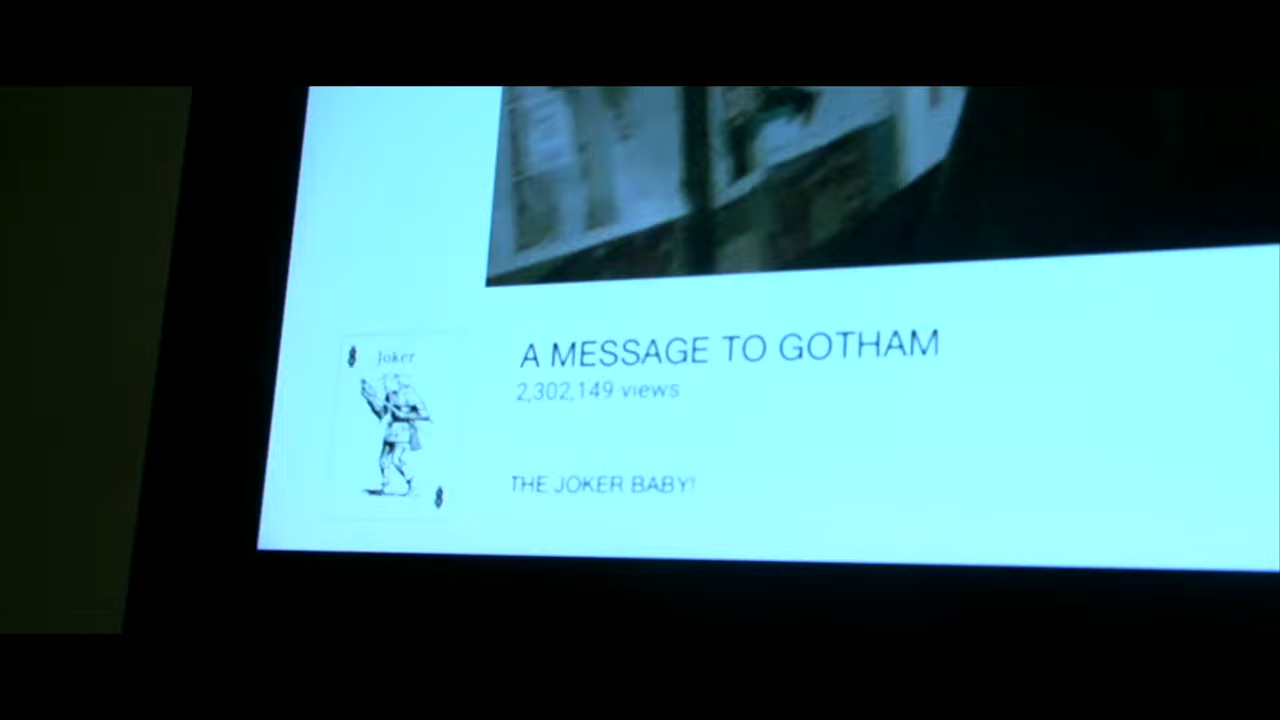 Joker
A MESSAGE TO GOTHAM
2,302,149 views
THE JOKER BABY!